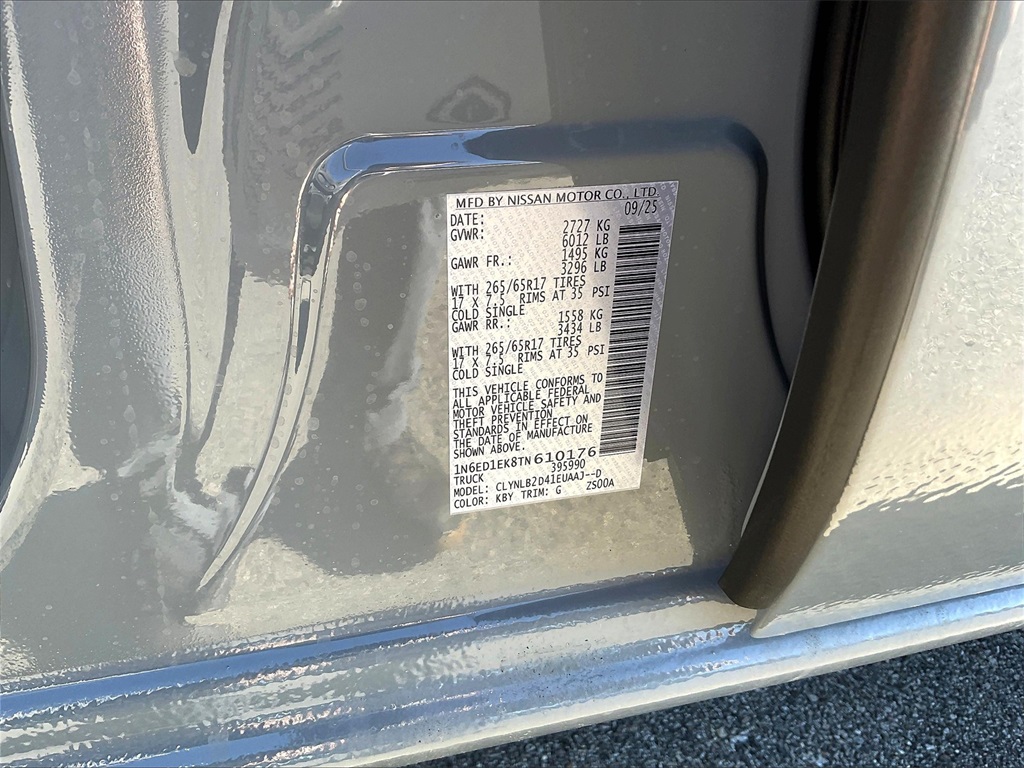 MFD BY NISSAN MOTOR CO., LTD.
DATE: 09/25
GVWR: 2727 KG
6012 LB
GAWR FR.: 1495 KG
3296 LB
WITH 265/65R17 TIRES
17 X 7.5 RIMS AT 35 PSI
COLD SINGLE
GAWR RR.: 1558 KG
3434 LB
WITH 265/65R17 TIRES
17 X 7.5 RIMS AT 35 PSI
COLD SINGLE
THIS VEHICLE CONFORMS TO
ALL APPLICABLE FEDERAL
MOTOR VEHICLE SAFETY AND
THEFT PREVENTION
STANDARDS IN EFFECT ON
THE DATE OF MANUFACTURE
SHOWN ABOVE.
1N6ED1EK8TN610176
TRUCK 395990
MODEL: CLYNLB2D41EUAAJ--D
COLOR: KBY TRIM: G ZS00A